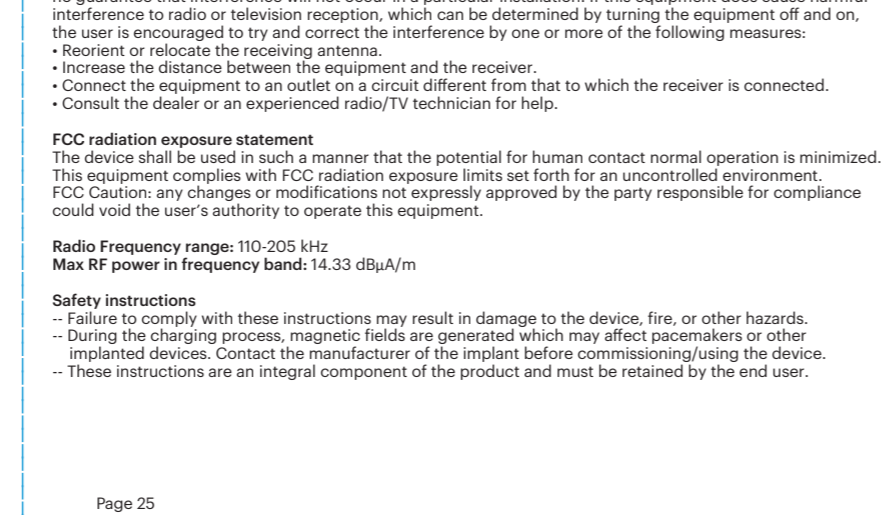 interference to radio or television reception, which can be determined by turning the equipment off and on,
the user is encouraged to try and correct the interference by one or more of the following measures:
• Reorient or relocate the receiving antenna.
• Increase the distance between the equipment and the receiver.
• Connect the equipment to an outlet on a circuit different from that to which the receiver is connected.
• Consult the dealer or an experienced radio/TV technician for help.
FCC radiation exposure statement
The device shall be used in such a manner that the potential for human contact normal operation is minimized.
This equipment complies with FCC radiation exposure limits set forth for an uncontrolled environment.
FCC Caution: any changes or modifications not expressly approved by the party responsible for compliance
could void the user’s authority to operate this equipment.
Radio Frequency range: 110-205 kHz
Max RF power in frequency band: 14.33 dBµA/m
Safety instructions
-- Failure to comply with these instructions may result in damage to the device, fire, or other hazards.
-- During the charging process, magnetic fields are generated which may affect pacemakers or other
implanted devices. Contact the manufacturer of the implant before commissioning/using the device.
-- These instructions are an integral component of the product and must be retained by the end user.
Page 25